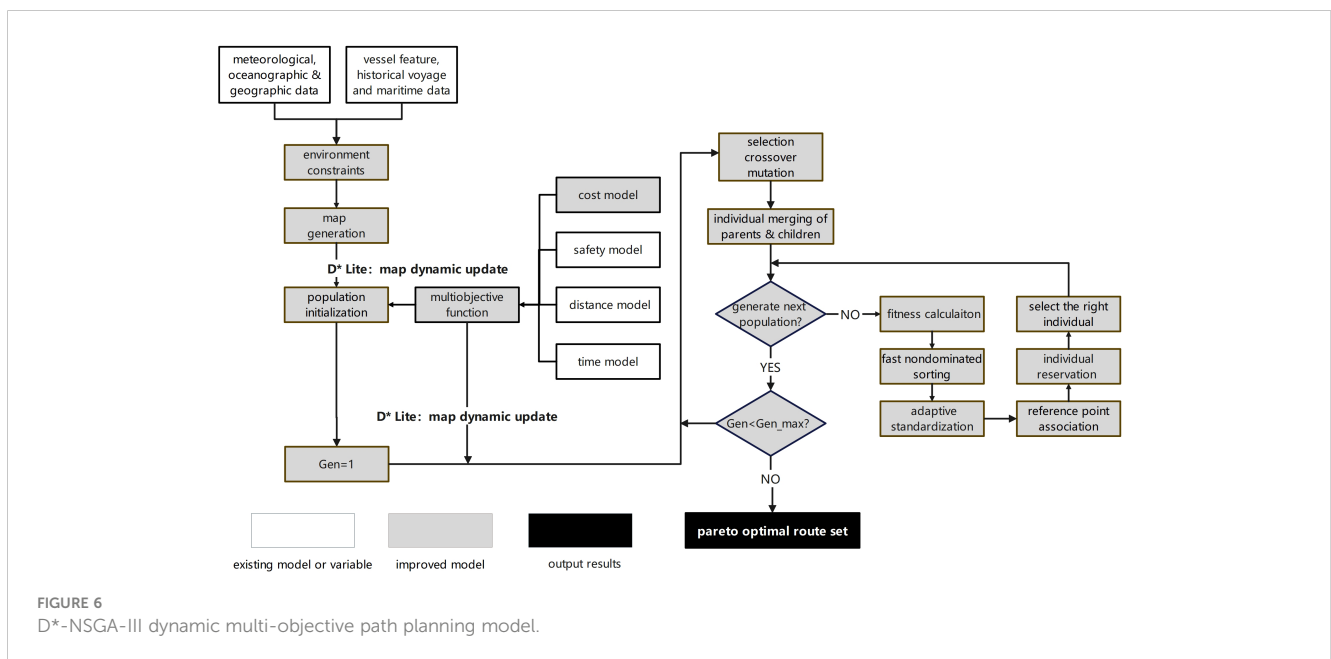 meteorological,
oceanographic &
geographic data
vessel feature,
historical voyage
and maritime data
environment
constraints
map
generation
D* Lite: map dynamic update
population
initialization
multiobjective
function
cost model
safety model
distance model
time model
D* Lite: map dynamic update
Gen=1
selection
crossover
mutation
individual merging of
parents & children
generate next
population?
NO
YES
Gen<Gen_max?
NO
pareto optimal route set
fitness calculaiton
fast nondominated
sorting
adaptive
standardization
reference point
association
individual
reservation
select the right
individual
existing model or variable
improved model
output results
FIGURE 6
D*-NSGA-III dynamic multi-objective path planning model.